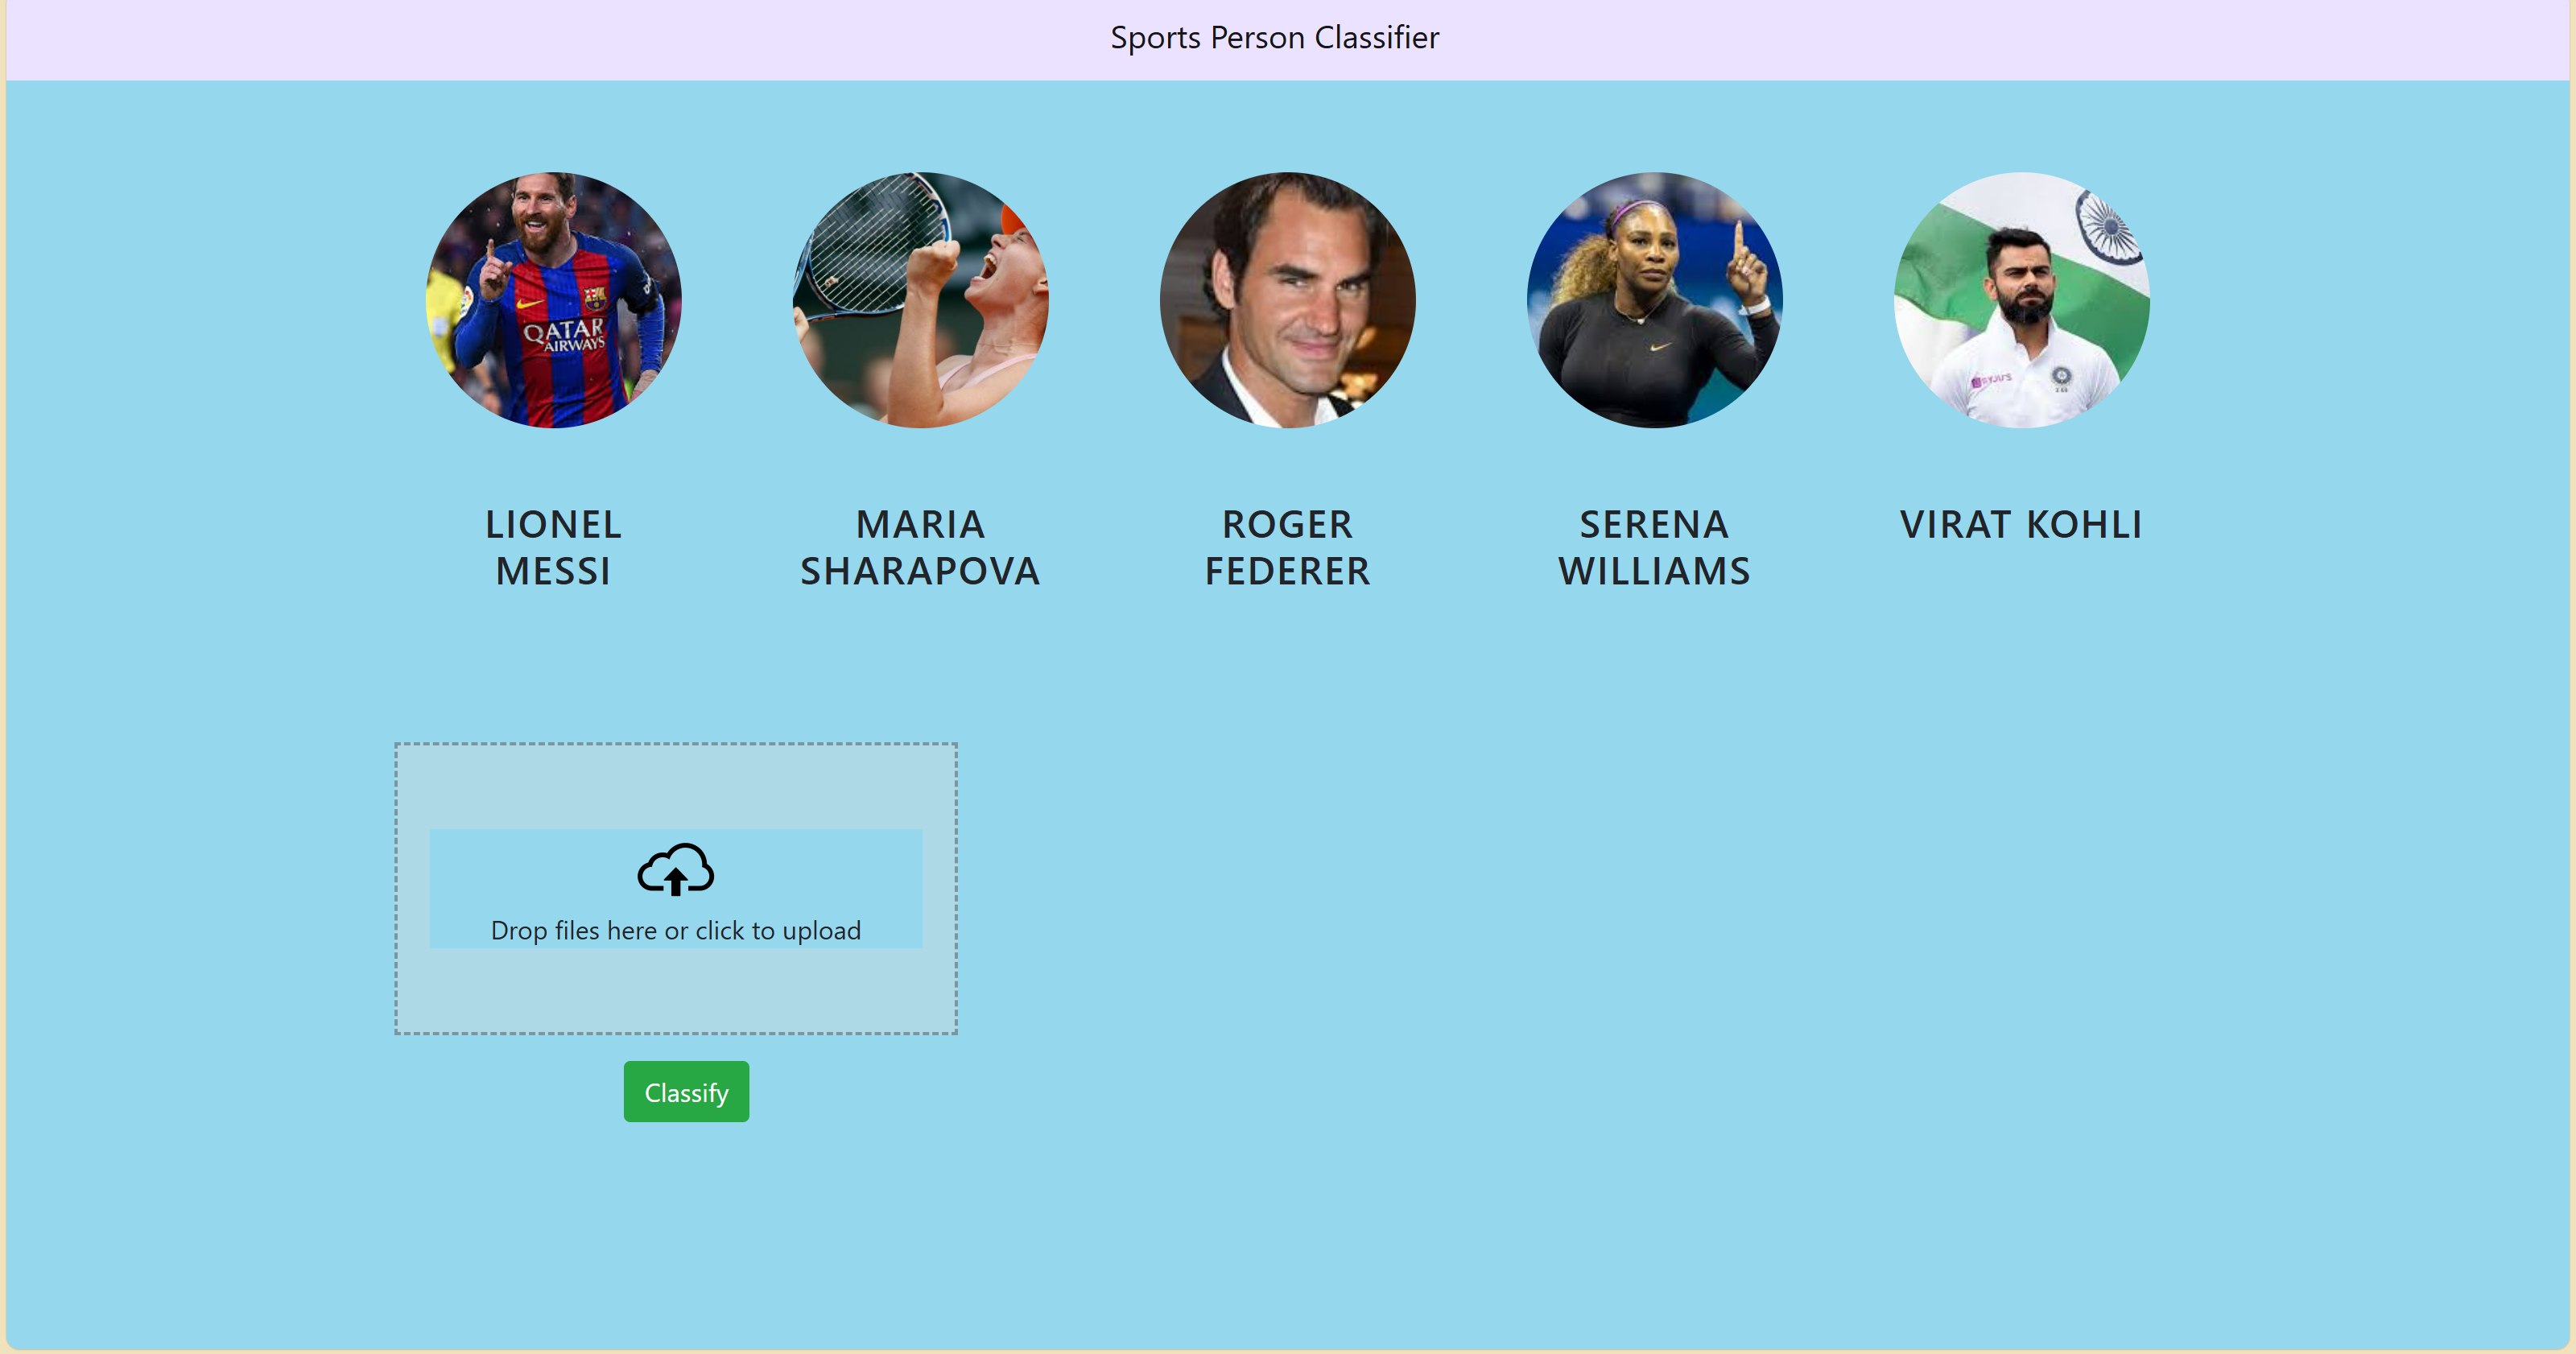 Sports Person Classifier
QATAR
AIRWAYS
BYJU'S
LIONEL
MESSI
MARIA
SHARAPOVA
ROGER
FEDERER
SERENA
WILLIAMS
VIRAT KOHLI
Drop files here or click to upload
Classify